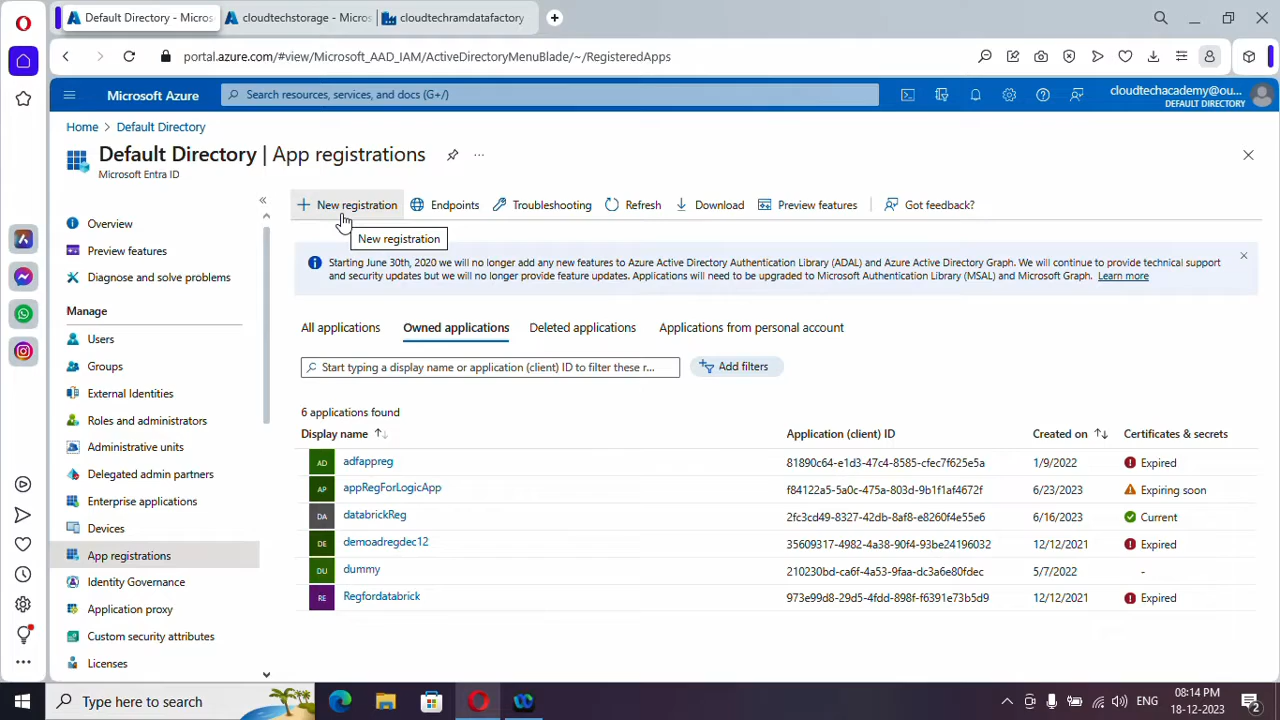 Default Directory - Micros
cloudtechstorage - Micros
cloudtechramdatafactory
portal.azure.com/#view/Microsoft_AAD_IAM/ActiveDirectoryMenuBlade/~/RegisteredApps
Microsoft Azure
Search resources, services, and docs (G+/)
cloudtechacademy@ou...
DEFAULT DIRECTORY
Home > Default Directory
Default Directory | App registrations
Microsoft Entra ID
New registration
Endpoints
Troubleshooting
Refresh
Download
Preview features
Got feedback?
New registration
Overview
Preview features
Diagnose and solve problems
Manage
Users
Groups
External Identities
Roles and administrators
Administrative units
Delegated admin partners
Enterprise applications
Devices
App registrations
Identity Governance
Application proxy
Custom security attributes
Licenses
Starting June 30th, 2020 we will no longer add any new features to Azure Active Directory Authentication Library (ADAL) and Azure Active Directory Graph. We will continue to provide technical
support and security updates but we will no longer provide feature updates. Applications will need to be upgraded to Microsoft Authentication Library (MSAL) and Microsoft Graph. Learn more
All applications
Owned applications
Deleted applications
Applications from personal account
Start typing a display name or application (client) ID to filter these r...
Add filters
6 applications found
Display name
Application (client) ID
Created on
Certificates & secrets
AD adfappreg 81890c64-e1d3-47c4-8585-cfec7f625e5a 1/9/2022 Expired
AP appRegForLogicApp f84122a5-5a0c-475a-803d-9b1f1af4672f 6/23/2023 Expiring soon
DA databrickReg 2fc3cd49-8327-42db-8af8-e8260f4e55e6 6/16/2023 Current
DE demoadregdec12 35609317-4982-4a38-90f4-93be24196032 12/12/2021 Expired
DU dummy 210230bd-ca6f-4a53-9faa-dc3a6e80fdec 5/7/2022 -
RE Regfordatabrick 973e99d8-29d5-4fdd-898f-f6391e73b5d9 12/12/2021 Expired
Type here to search
ENG
08:14 PM
18-12-2023
2